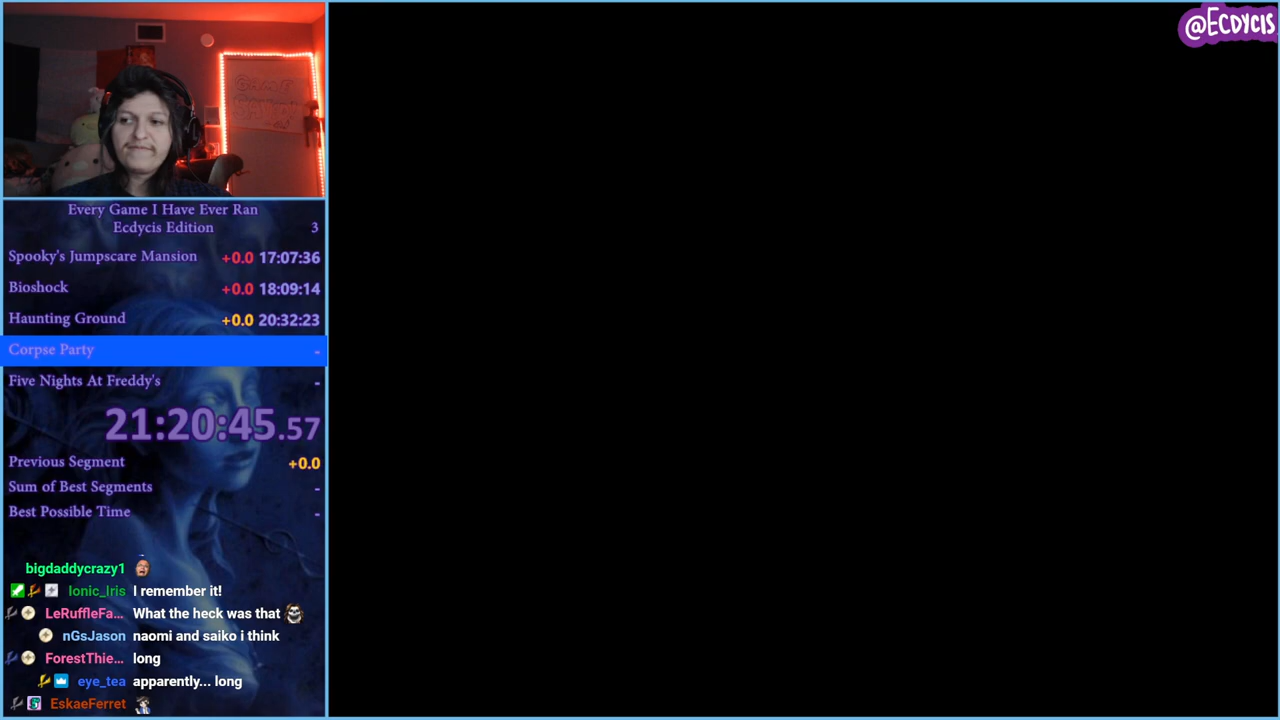 @ECDYCIS
GAME
Every Game I Have Ever Ran
Ecdycis Edition 3
Spooky's Jumpscare Mansion +0.0 17:07:36
Bioshock +0.0 18:09:14
Haunting Ground +0.0 20:32:23
Corpse Party -
Five Nights At Freddy's -
21:20:45.57
Previous Segment +0.0
Sum of Best Segments -
Best Possible Time -
bigdaddycrazy1
Ionic_Iris I remember it!
LeRuffleFa... What the heck was that
nGsJason naomi and saiko i think
ForestThie... long
eye_tea apparently... long
EskaeFerret